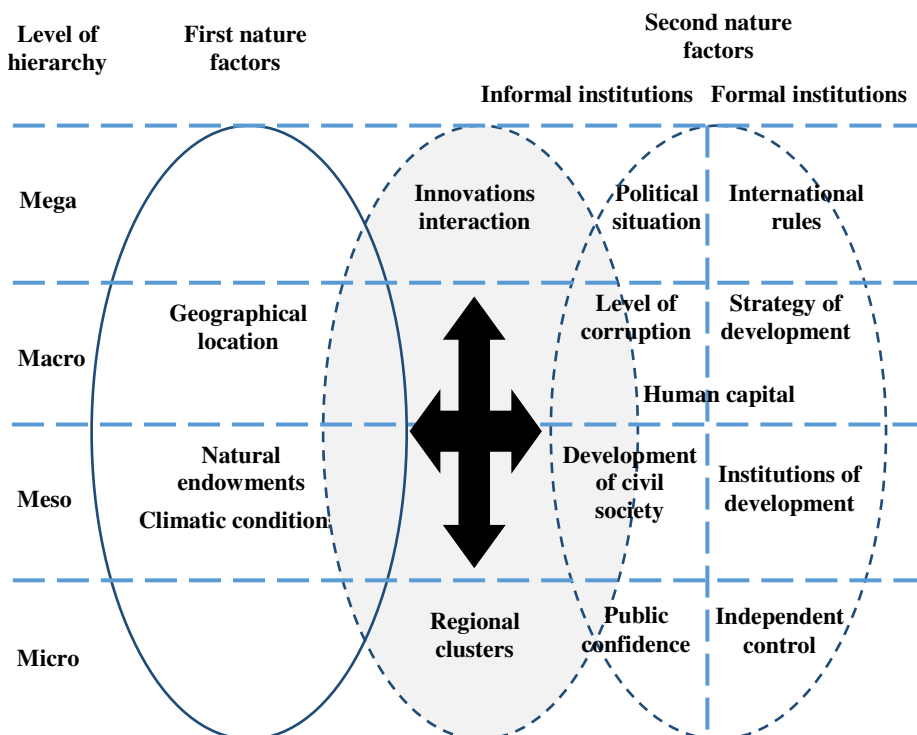 Level of
hierarchy
First nature
factors
Second nature
factors
Informal institutions
Formal institutions
Mega
Innovations
interaction
Political
situation
International
rules
Macro
Geographical
location
Level of
corruption
Strategy of
development
Human capital
Meso
Natural
endowments
Climatic condition
Development
of civil
society
Institutions of
development
Micro
Regional
clusters
Public
confidence
Independent
control